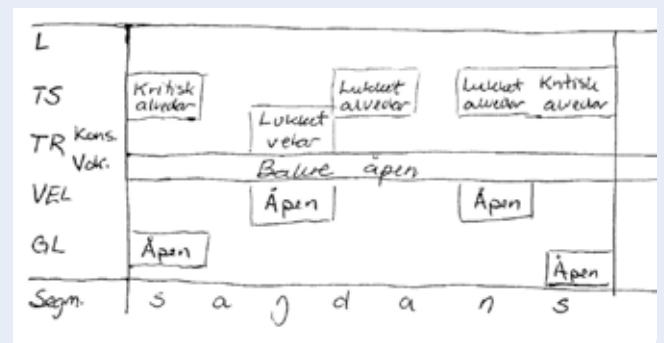 L
TS Kritisk alveolar Lukket alveolar Lukket alveolar Kritisk alveolar
TR Kons. Lukket velar
Vok. Bakre åpen
VEL Åpen Åpen
GL Åpen Åpen
Segm. s a ŋ d a n s